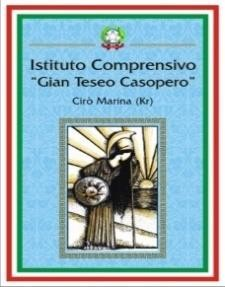 Istituto Comprensivo
"Gian Teseo Casopero"
Cirò Marina (Kr)